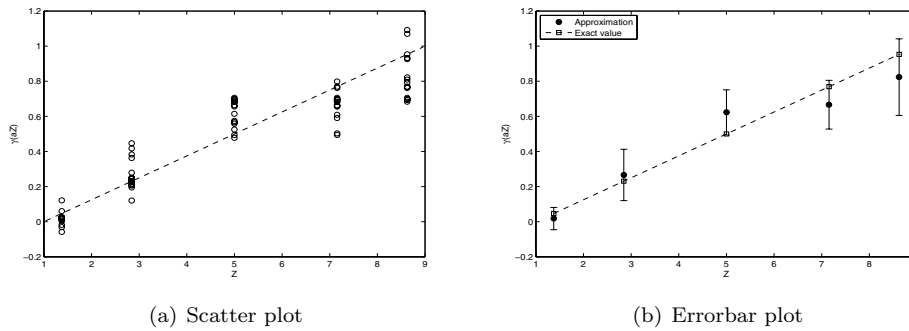 1.2
1
0.8
0.6
0.4
0.2
0
−0.2
γ(aZ)
1 2 3 4 5 6 7 8 9
Z
(a) Scatter plot
Approximation
Exact value
1.2
1
0.8
0.6
0.4
0.2
0
−0.2
γ(aZ)
1 2 3 4 5 6 7 8
Z
(b) Errorbar plot